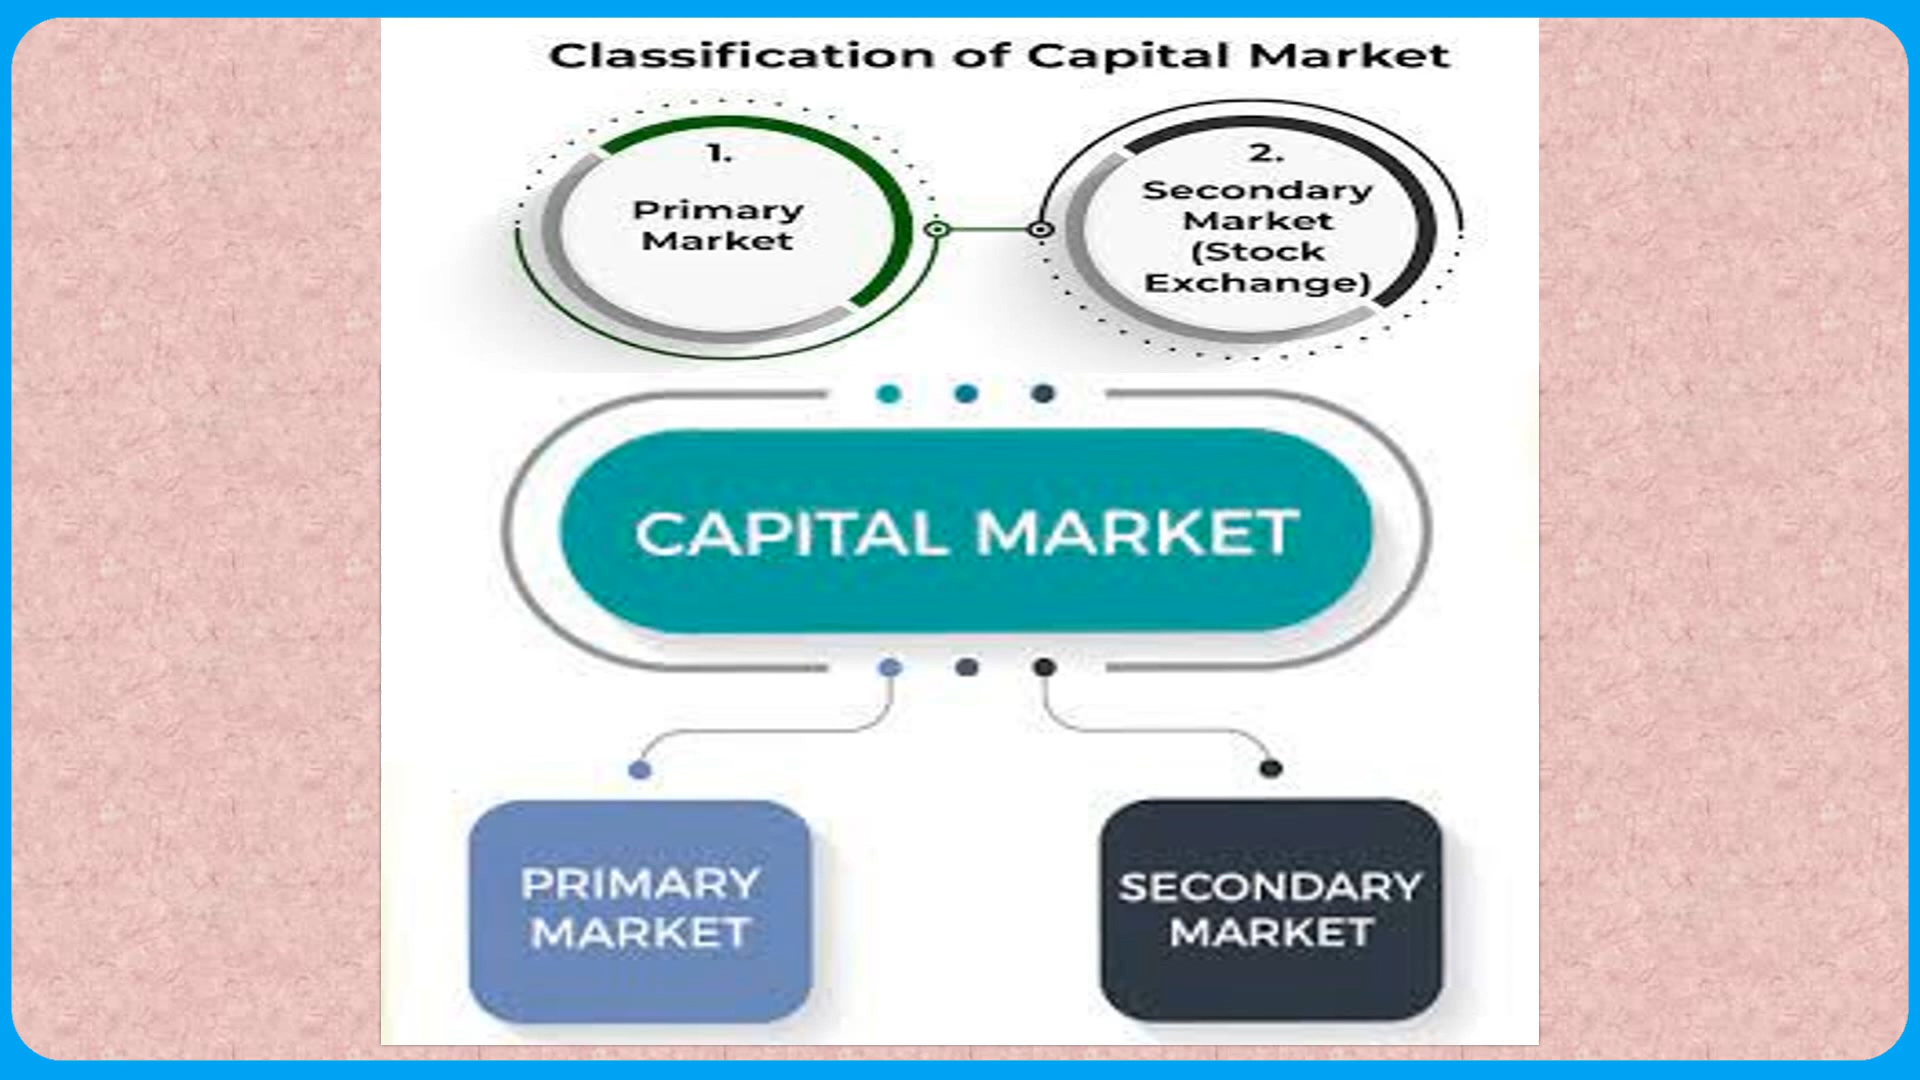 Classification of Capital Market
1.
Primary
Market
2.
Secondary
Market
(Stock
Exchange)
CAPITAL MARKET
PRIMARY
MARKET
SECONDARY
MARKET